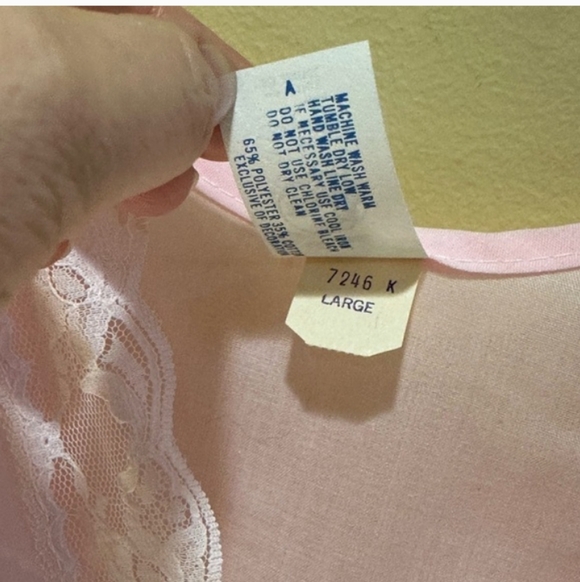 A
MACHINE WASH WARM
TUMBLE DRY LOW
HAND WASH LINE DRY
IF NECESSARY USE COOL IRON
DO NOT USE CHLORINE BLEACH
DO NOT DRY CLEAN
65% POLYESTER 35% COTTON
EXCLUSIVE OF DECORATION
7246 K
LARGE